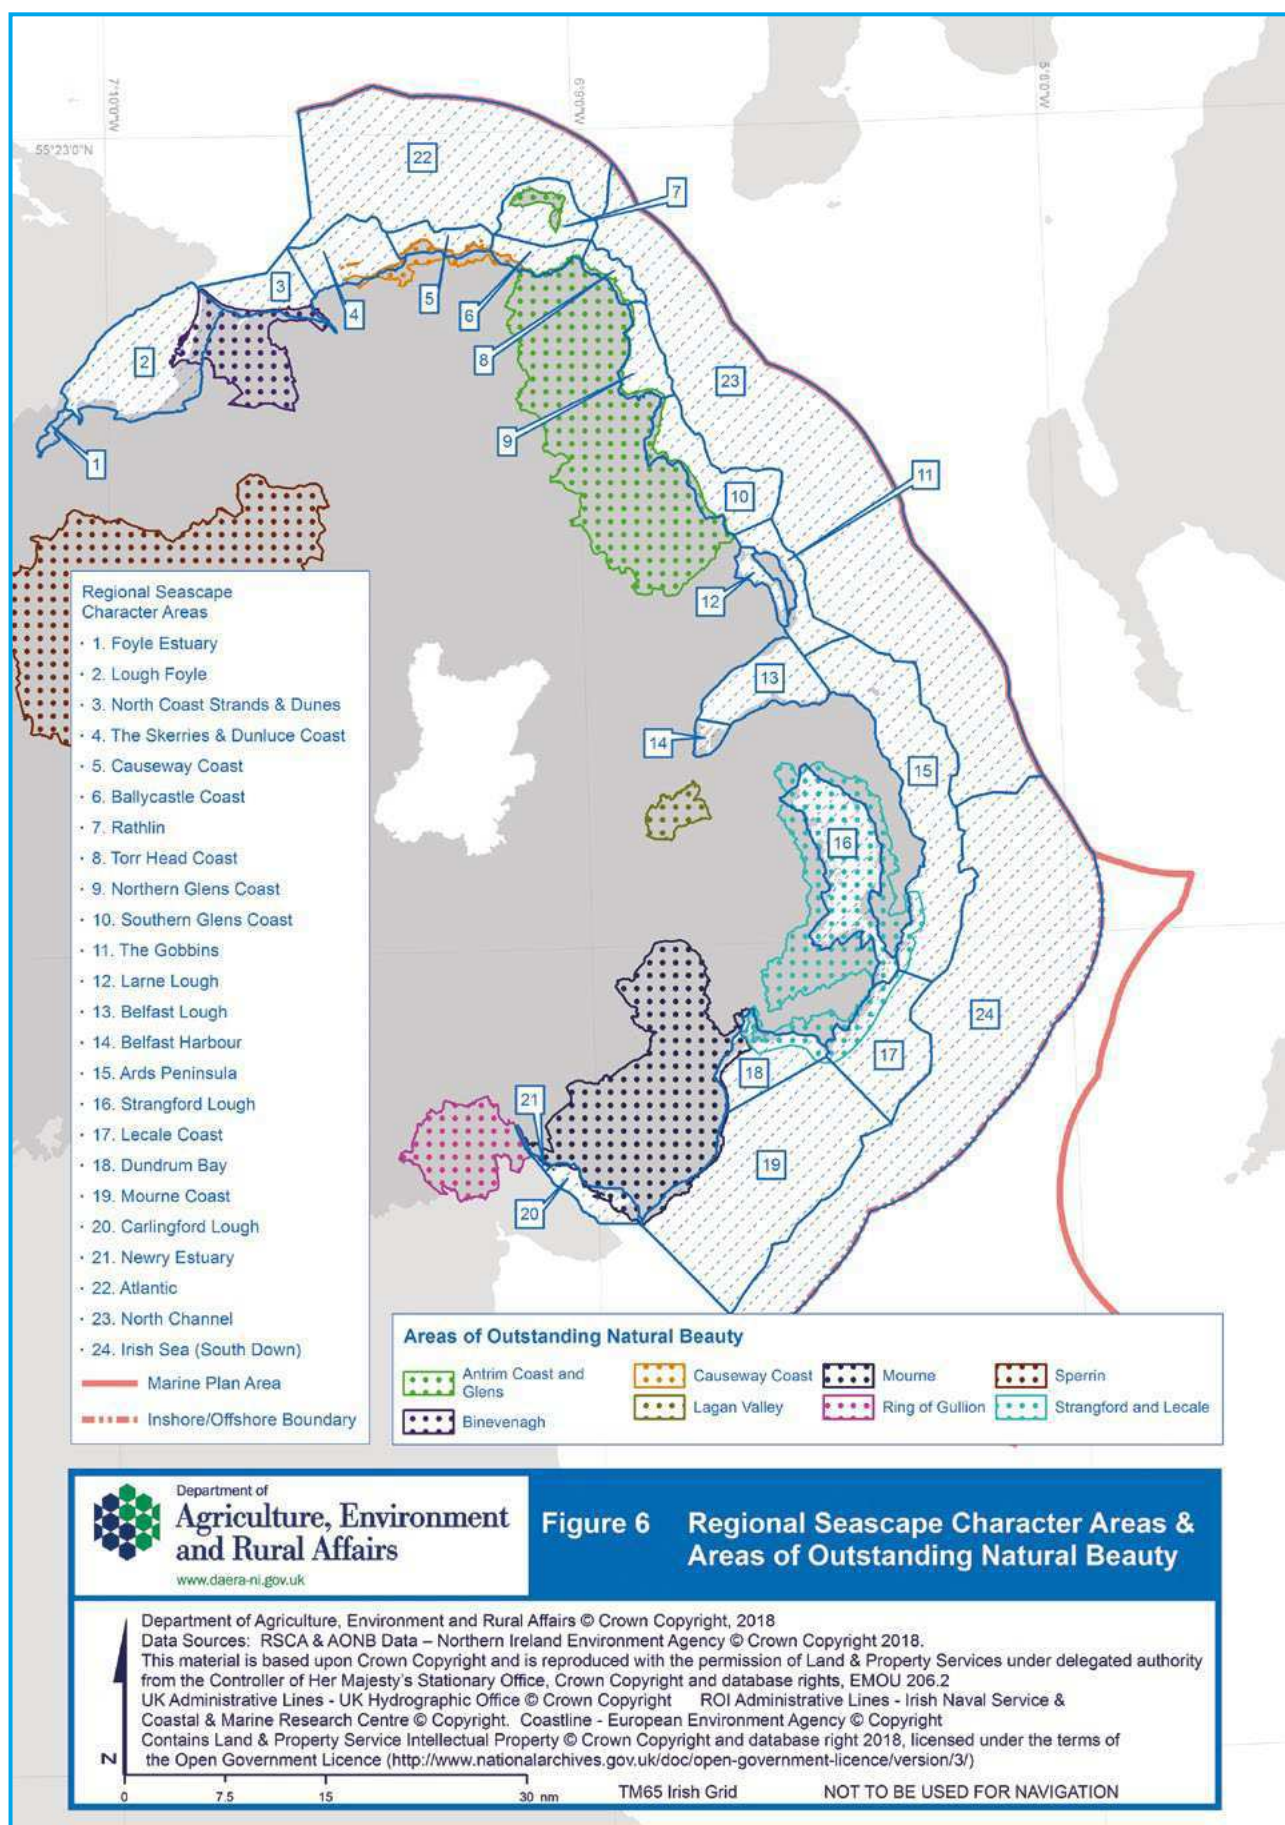 7°10'0"W
6°9'0"W
5°8'0"W
55°23'0"N
22
7
3
4
5
6
8
2
23
9
1
11
10
12
13
14
15
16
24
17
18
21
19
20
Regional Seascape
Character Areas
· 1. Foyle Estuary
· 2. Lough Foyle
· 3. North Coast Strands & Dunes
· 4. The Skerries & Dunluce Coast
· 5. Causeway Coast
· 6. Ballycastle Coast
· 7. Rathlin
· 8. Torr Head Coast
· 9. Northern Glens Coast
· 10. Southern Glens Coast
· 11. The Gobbins
· 12. Larne Lough
· 13. Belfast Lough
· 14. Belfast Harbour
· 15. Ards Peninsula
· 16. Strangford Lough
· 17. Lecale Coast
· 18. Dundrum Bay
· 19. Mourne Coast
· 20. Carlingford Lough
· 21. Newry Estuary
· 22. Atlantic
· 23. North Channel
· 24. Irish Sea (South Down)
Marine Plan Area
Inshore/Offshore Boundary
Areas of Outstanding Natural Beauty
Antrim Coast and
Glens
Binevenagh
Causeway Coast
Lagan Valley
Mourne
Ring of Gullion
Sperrin
Strangford and Lecale
Department of
Agriculture, Environment
and Rural Affairs
www.daera-ni.gov.uk
Figure 6 Regional Seascape Character Areas &
Areas of Outstanding Natural Beauty
Department of Agriculture, Environment and Rural Affairs © Crown Copyright, 2018
Data Sources: RSCA & AONB Data – Northern Ireland Environment Agency © Crown Copyright 2018.
This material is based upon Crown Copyright and is reproduced with the permission of Land & Property Services under delegated authority
from the Controller of Her Majesty's Stationary Office, Crown Copyright and database rights, EMOU 206.2
UK Administrative Lines - UK Hydrographic Office © Crown Copyright ROI Administrative Lines - Irish Naval Service &
Coastal & Marine Research Centre © Copyright. Coastline - European Environment Agency © Copyright
Contains Land & Property Service Intellectual Property © Crown Copyright and database right 2018, licensed under the terms of
the Open Government Licence (http://www.nationalarchives.gov.uk/doc/open-government-licence/version/3/)
N
0 7.5 15 30 nm
TM65 Irish Grid NOT TO BE USED FOR NAVIGATION